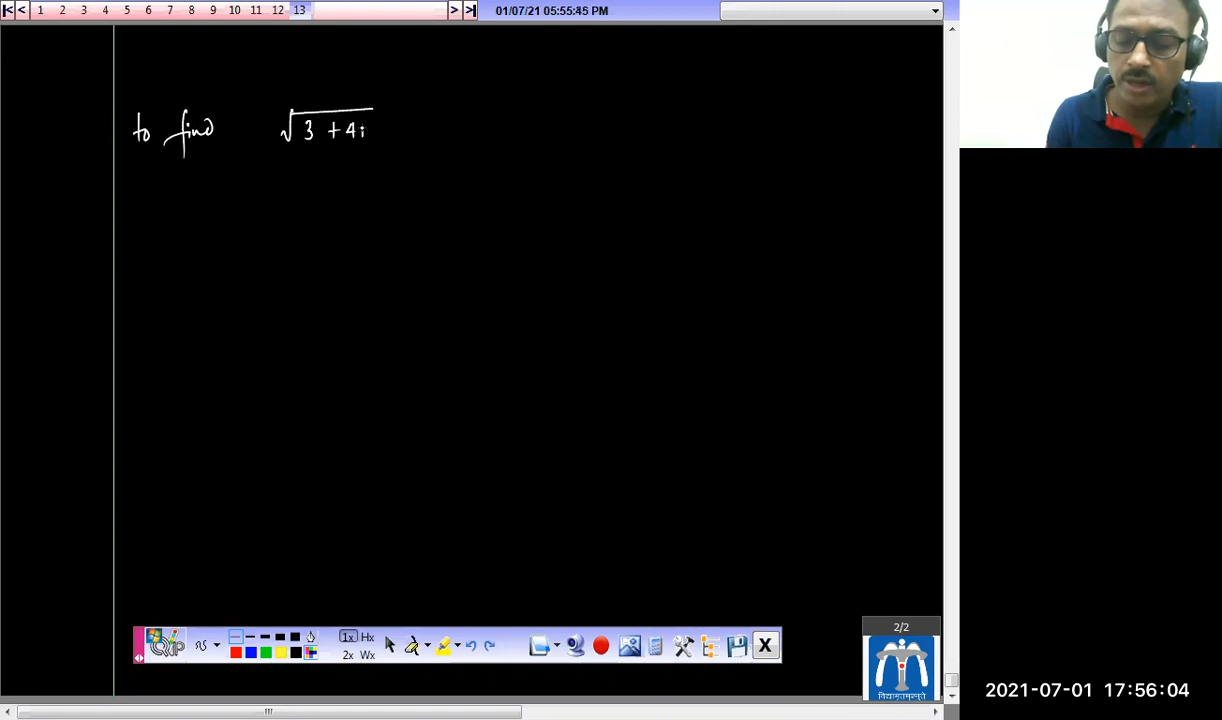 1 2 3 4 5 6 7 8 9 10 11 12 13 01/07/21 05:55:45 PM
to find √3 + 4i
1x Hx
2x Wx
2/2
विद्यामृतमश्नुते
2021-07-01 17:56:04